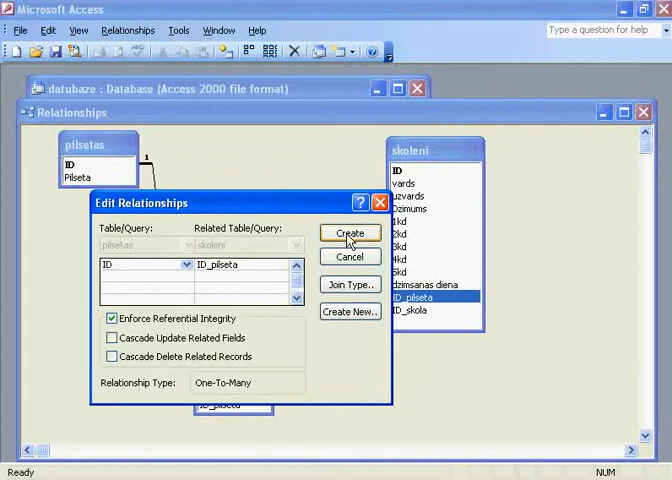 Microsoft Access
File Edit View Relationships Tools Window Help
Type a question for help
datubaze : Database (Access 2000 file format)
Relationships
pilsetas
ID
Pilseta
1
skoleni
ID
vards
uzvards
Dzimums
1kd
2kd
3kd
4kd
5kd
dzimsanas diena
ID_pilseta
ID_skola
Edit Relationships
Table/Query: Related Table/Query:
pilsetas skoleni
ID ID_pilseta
Create
Cancel
Join Type..
Create New..
Enforce Referential Integrity
Cascade Update Related Fields
Cascade Delete Related Records
Relationship Type: One-To-Many
ID_pilseta
Ready NUM